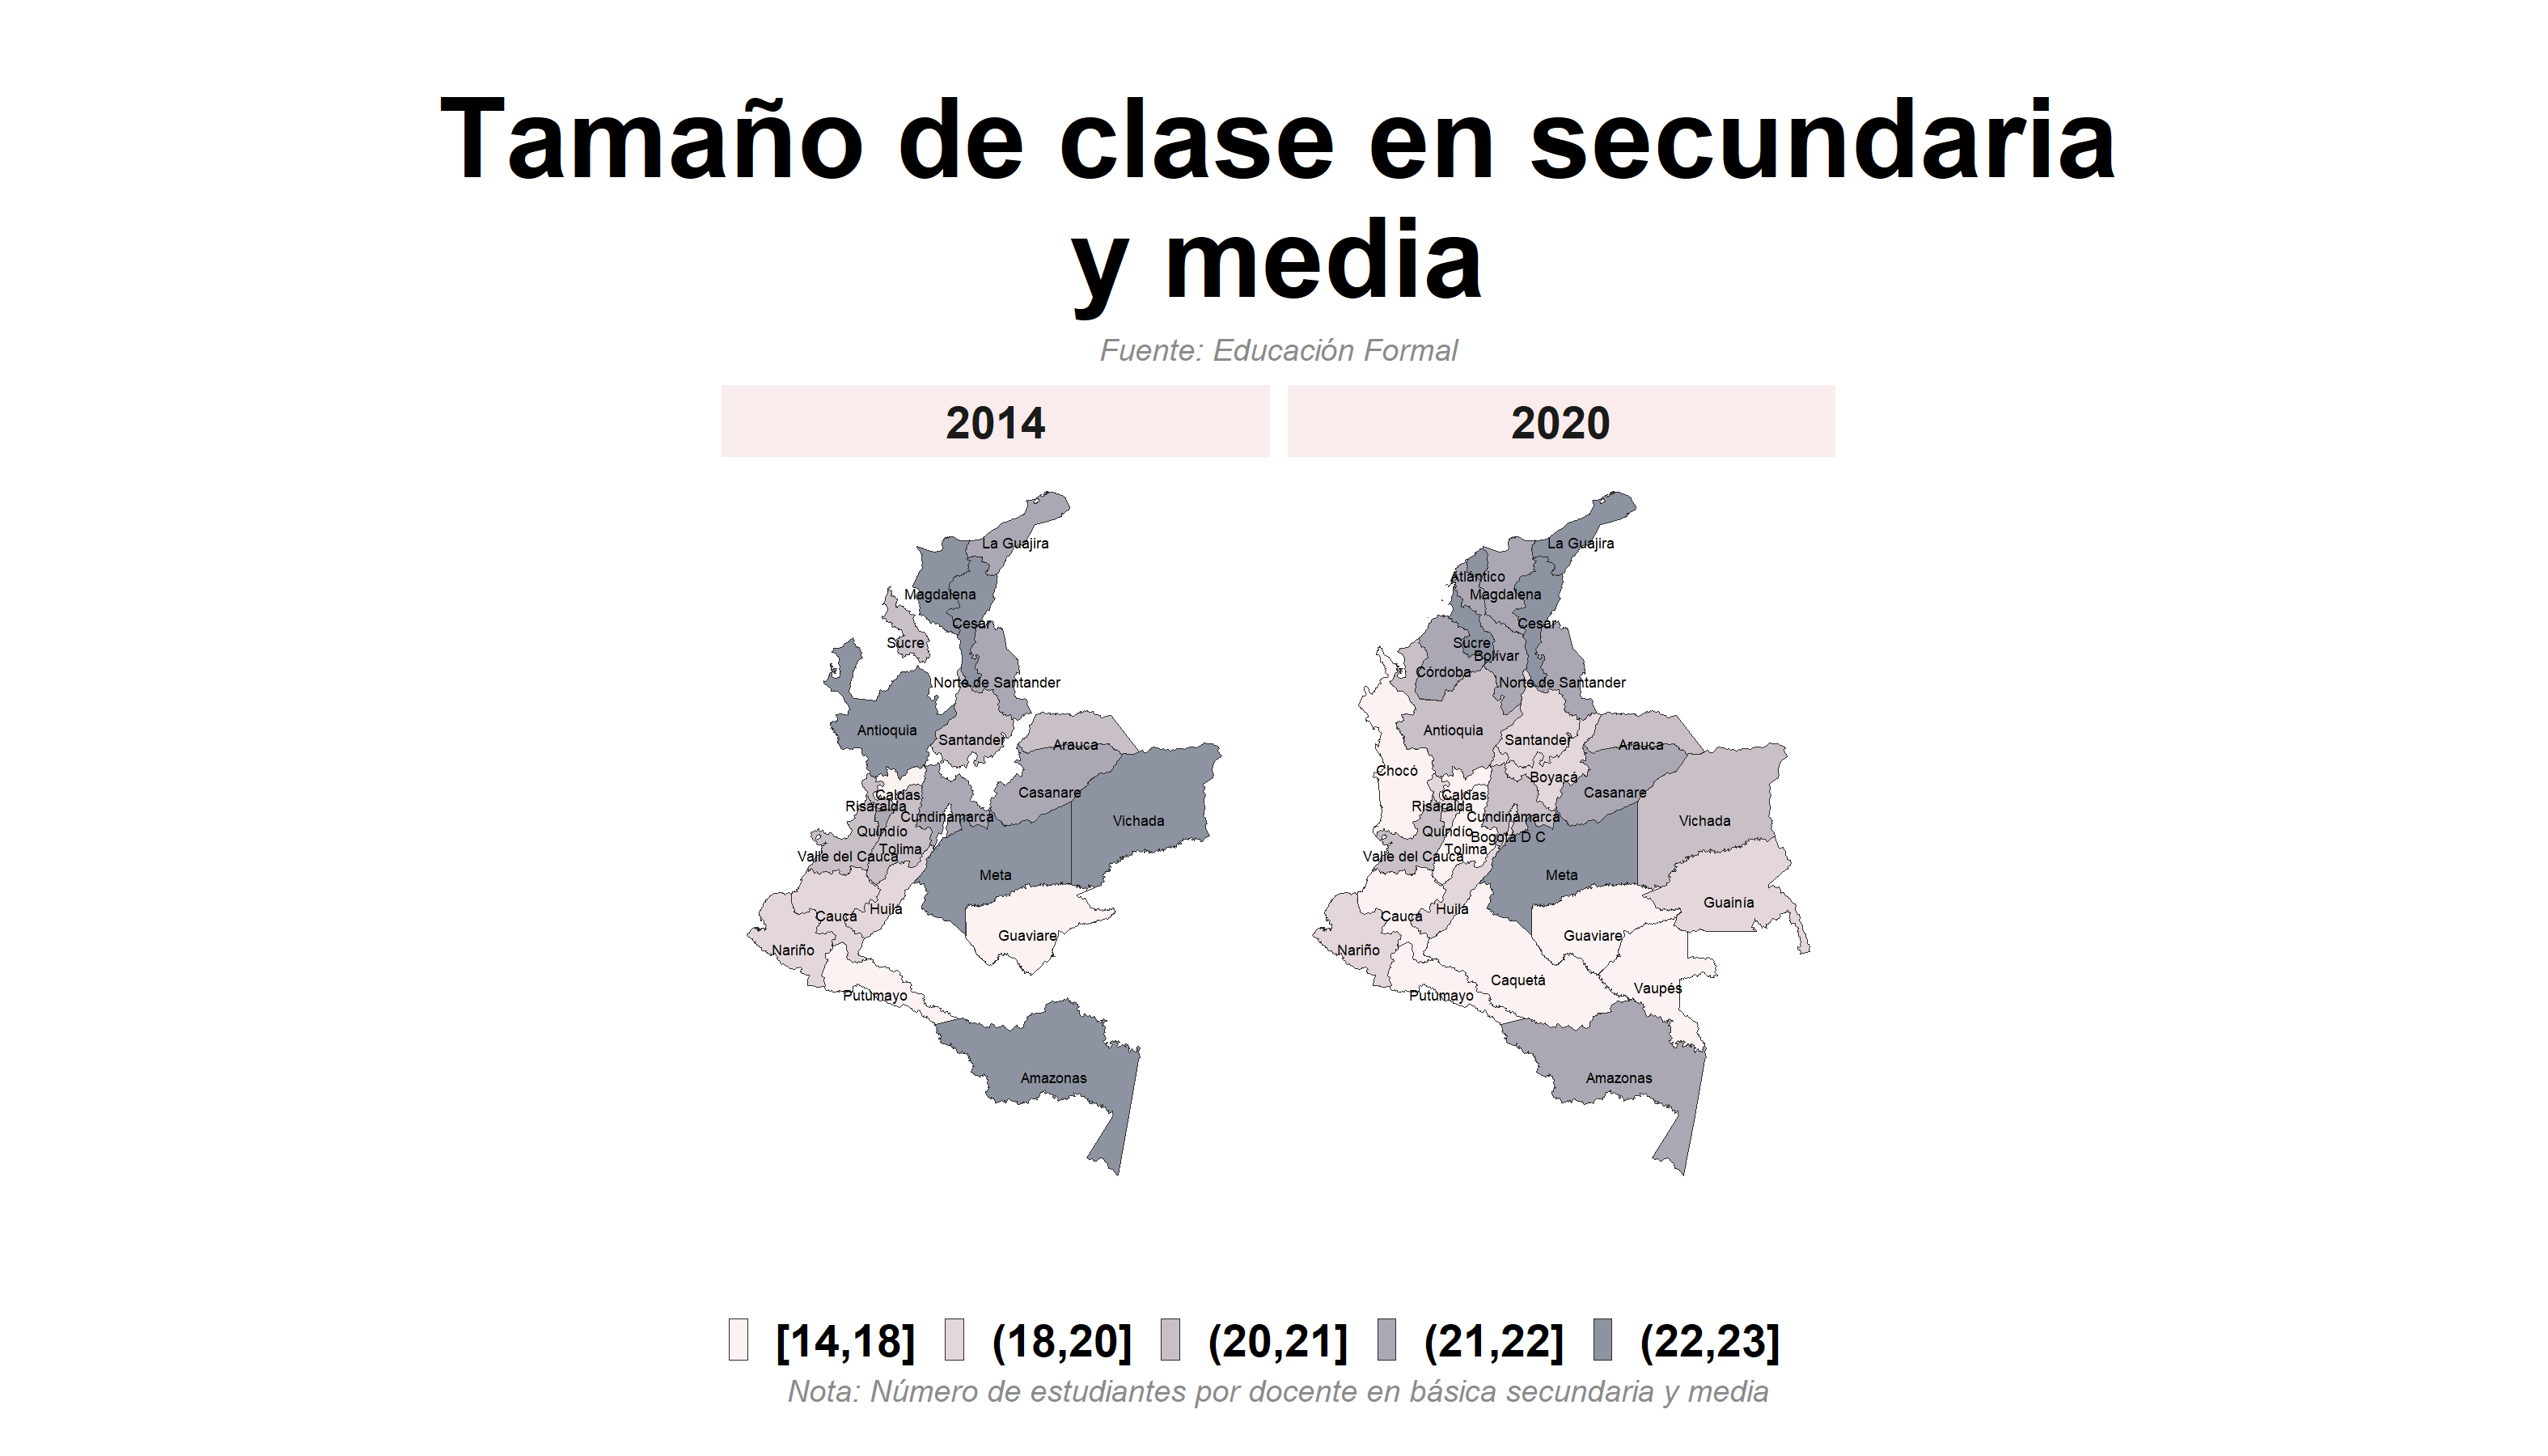 Tamaño de clase en secundaria
y media
Fuente: Educación Formal
2014
2020
La Guajira
Magdalena
Cesar
Sucre
Norte de Santander
Antioquia
Santander
Arauca
Caldas
Risaralda
Casanare
Cundinamarca
Vichada
Quindío
Tolima
Valle del Cauca
Meta
Huila
Cauca
Guaviare
Nariño
Putumayo
Amazonas
La Guajira
Atlántico
Magdalena
Cesar
Sucre
Bolívar
Córdoba
Norte de Santander
Antioquia
Santander
Arauca
Chocó
Boyacá
Caldas
Risaralda
Casanare
Cundinamarca
Vichada
Quindío
Bogotá D C
Tolima
Valle del Cauca
Meta
Guainía
Huila
Cauca
Guaviare
Nariño
Caquetá
Vaupés
Putumayo
Amazonas
[14,18] (18,20] (20,21] (21,22] (22,23]
Nota: Número de estudiantes por docente en básica secundaria y media